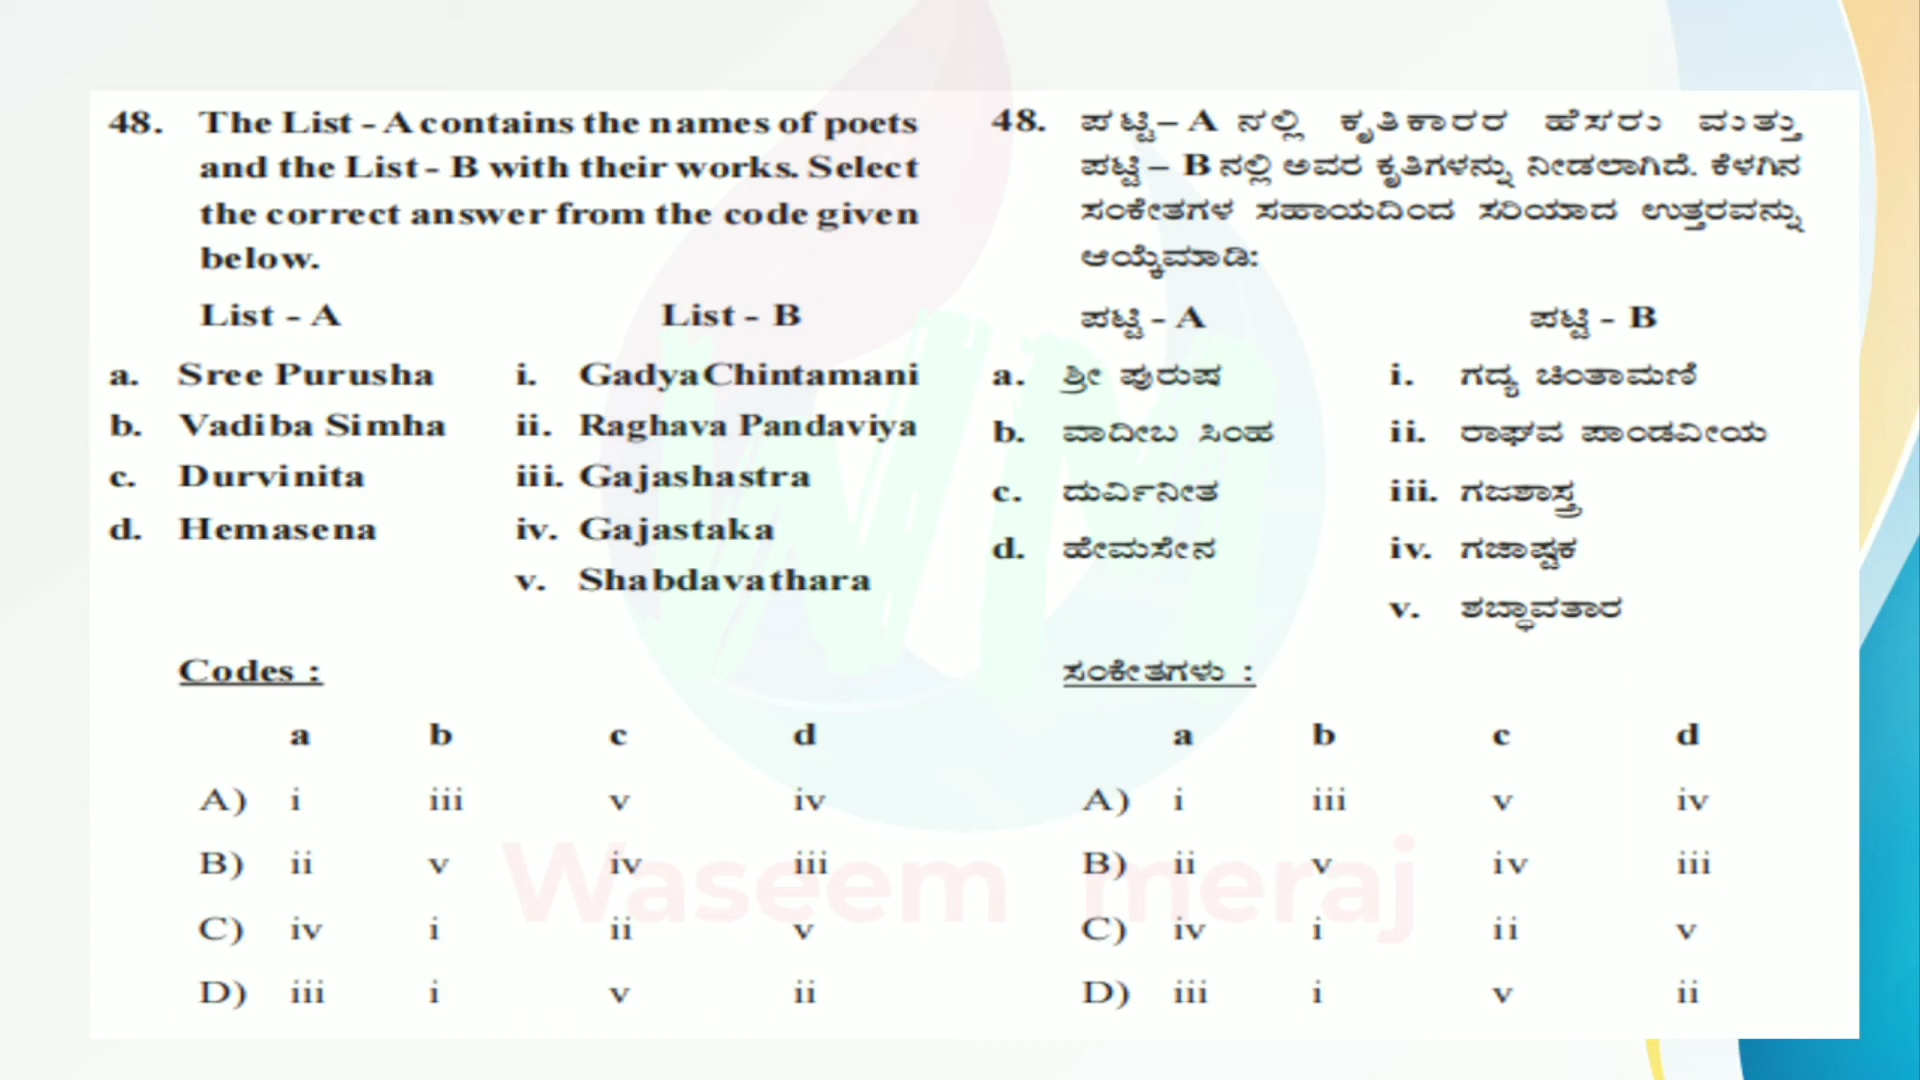 48. The List - A contains the names of poets
and the List - B with their works. Select
the correct answer from the code given
below.
List - A List - B
a. Sree Purusha i. Gadya Chintamani
b. Vadiba Simha ii. Raghava Pandaviya
c. Durvinita iii. Gajashastra
d. Hemasena iv. Gajastaka
v. Shabdavathara
Codes :
a b c d
A) i iii v iv
B) ii v iv iii
C) iv i ii v
D) iii i v ii
48. ಪಟ್ಟಿ– A ನಲ್ಲಿ ಕೃತಿಕಾರರ ಹೆಸರು ಮತ್ತು
ಪಟ್ಟಿ– B ನಲ್ಲಿ ಅವರ ಕೃತಿಗಳನ್ನು ನೀಡಲಾಗಿದೆ. ಕೆಳಗಿನ
ಸಂಕೇತಗಳ ಸಹಾಯದಿಂದ ಸರಿಯಾದ ಉತ್ತರವನ್ನು
ಆಯ್ಕೆಮಾಡಿ:
ಪಟ್ಟಿ - A ಪಟ್ಟಿ - B
a. ಶ್ರೀ ಪುರುಷ i. ಗದ್ಯ ಚಿಂತಾಮಣಿ
b. ವಾದೀಬ ಸಿಂಹ ii. ರಾಘವ ಪಾಂಡವೀಯ
c. ದುರ್ವಿನೀತ iii. ಗಜಶಾಸ್ತ್ರ
d. ಹೇಮಸೇನ iv. ಗಜಾಷ್ಟಕ
v. ಶಬ್ಧಾವತಾರ
ಸಂಕೇತಗಳು :
a b c d
A) i iii v iv
B) ii v iv iii
C) iv i ii v
D) iii i v ii
WM
Waseem meraj